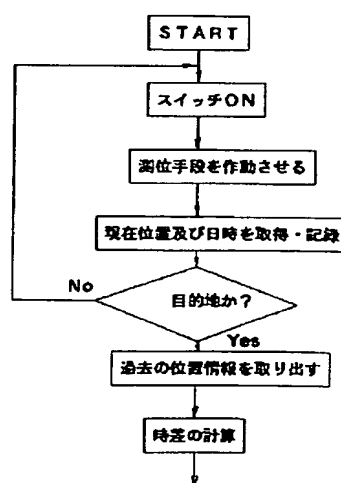 START
スイッチON
測位手段を作動させる
現在位置及び日時を取得・記録
目的地か？
No
Yes
過去の位置情報を取り出す
時差の計算